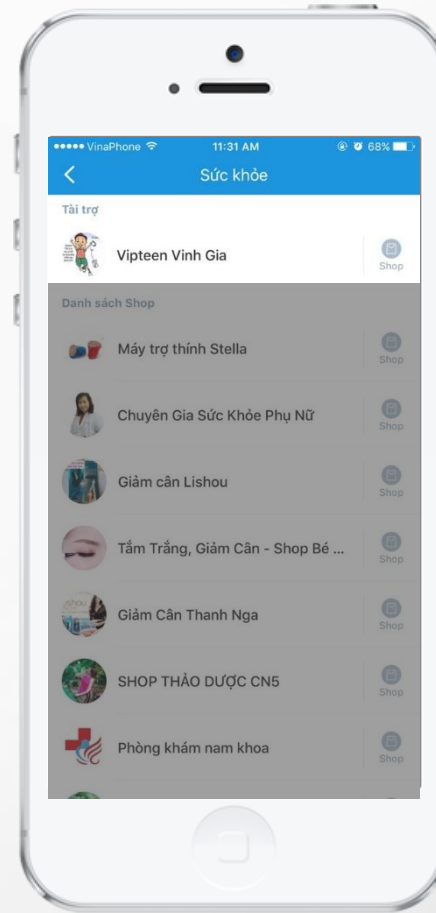 VinaPhone
11:31 AM
68%
Sức khỏe
Tài trợ
Vipteen Vinh Gia
Shop
Danh sách Shop
Máy trợ thính Stella
Shop
Chuyên Gia Sức Khỏe Phụ Nữ
Shop
Giảm cân Lishou
Shop
Tắm Trắng, Giảm Cân - Shop Bé ...
Shop
Giảm Cân Thanh Nga
Shop
SHOP THẢO DƯỢC CN5
Shop
Phòng khám nam khoa
Shop